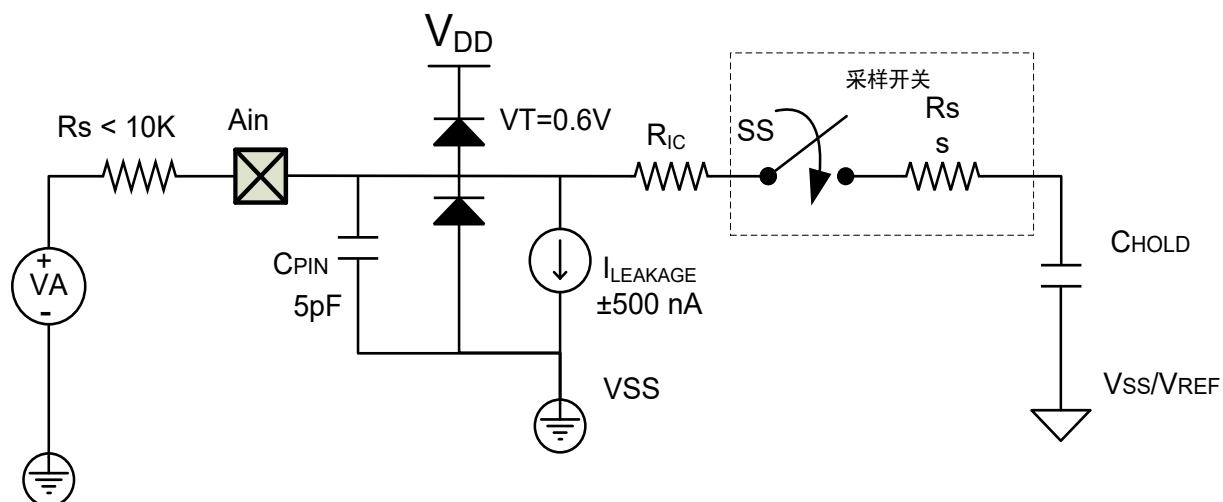 VDD
采样开关
Rs < 10K
Ain
VT=0.6V
RIC
SS
Rs
s
+
VA
-
CPIN
5pF
ILEAKAGE
±500 nA
CHOLD
VSS
VSS/VREF